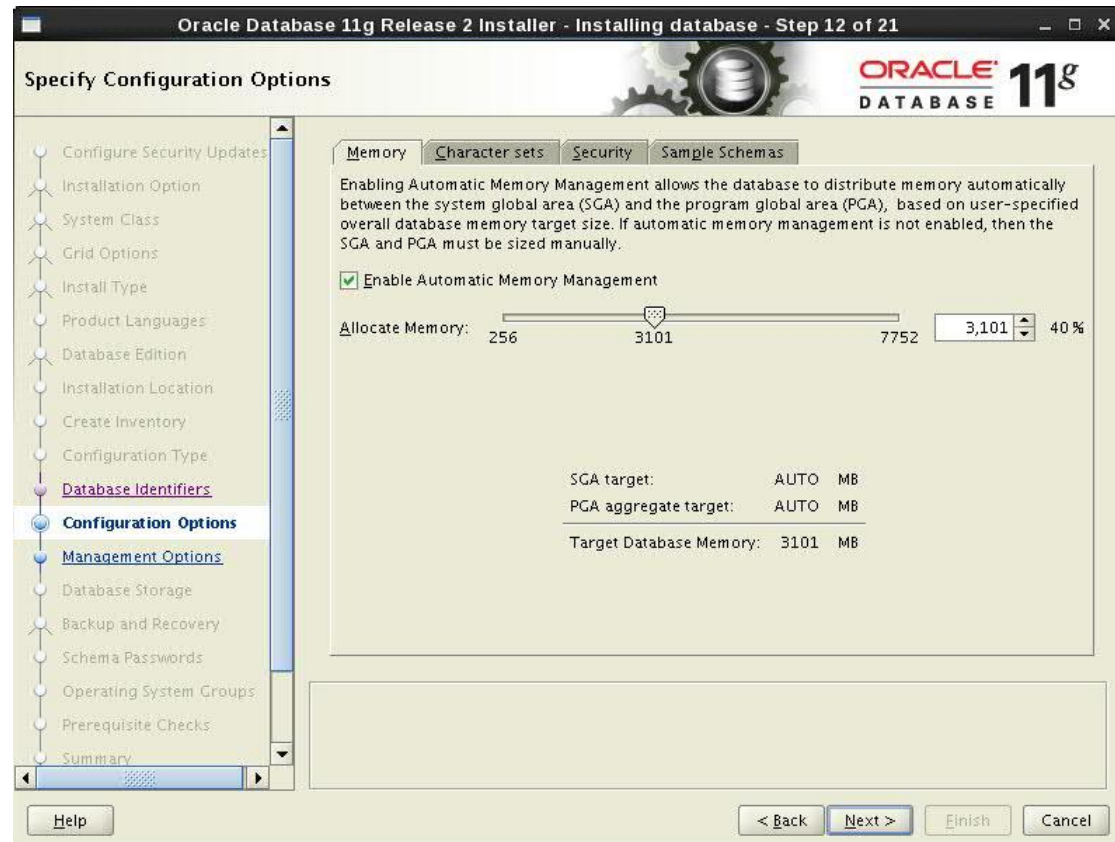 Oracle Database 11g Release 2 Installer - Installing database - Step 12 of 21
Specify Configuration Options
ORACLE 11g
DATABASE
Configure Security Updates
Installation Option
System Class
Grid Options
Install Type
Product Languages
Database Edition
Installation Location
Create Inventory
Configuration Type
Database Identifiers
Configuration Options
Management Options
Database Storage
Backup and Recovery
Schema Passwords
Operating System Groups
Prerequisite Checks
Summary
Memory Character sets Security Sample Schemas
Enabling Automatic Memory Management allows the database to distribute memory automatically
between the system global area (SGA) and the program global area (PGA), based on user-specified
overall database memory target size. If automatic memory management is not enabled, then the
SGA and PGA must be sized manually.
Enable Automatic Memory Management
Allocate Memory: 256 3101 7752 3,101 40 %
SGA target: AUTO MB
PGA aggregate target: AUTO MB
Target Database Memory: 3101 MB
Help < Back Next > Finish Cancel